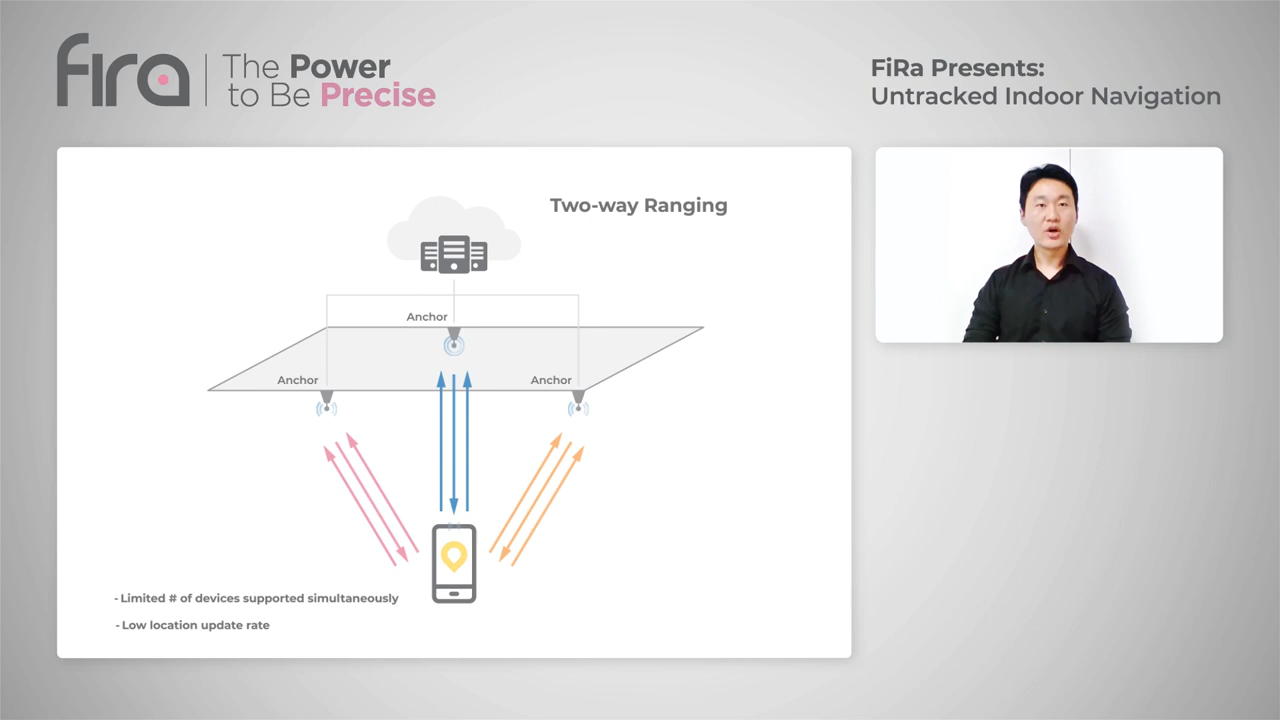 fira
The Power
to Be Precise
FiRa Presents:
Untracked Indoor Navigation
Two-way Ranging
Anchor
Anchor
Anchor
- Limited # of devices supported simultaneously
- Low location update rate